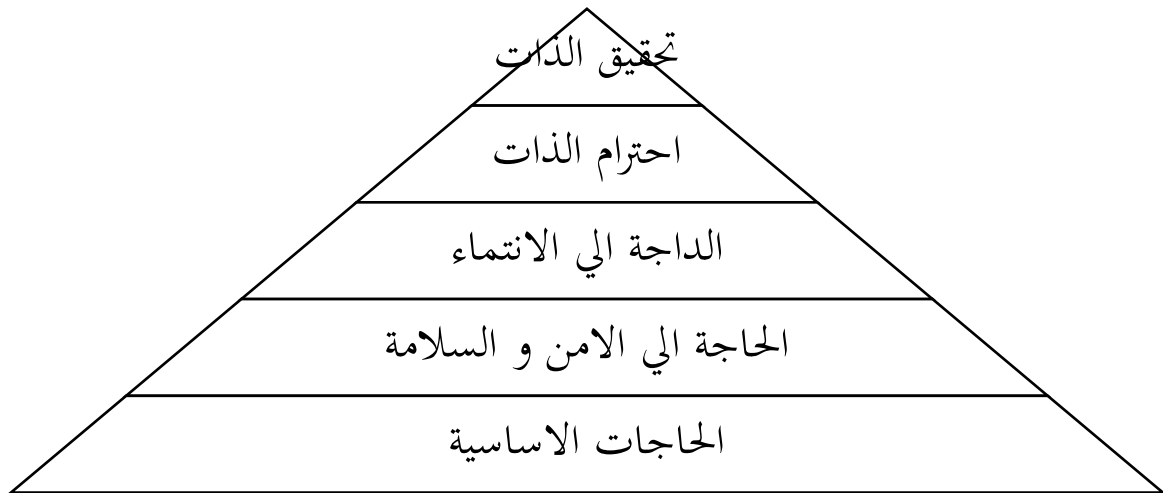 تحقيق الذات
احترام الذات
الداجة الي الانتماء
الحاجة الي الامن و السلامة
الحاجات الاساسية